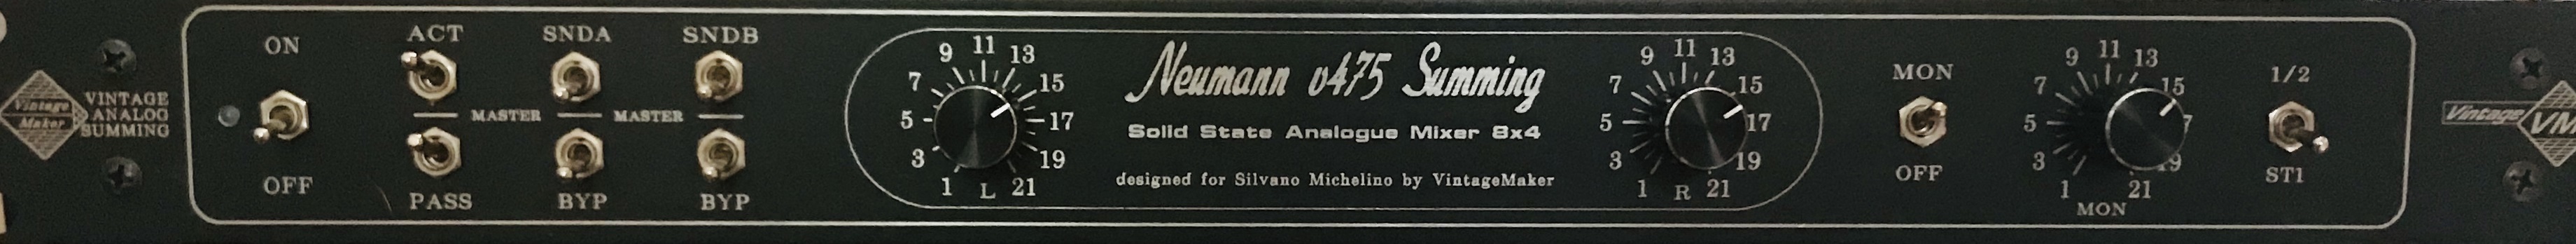 Vintage
Maker
VINTAGE
ANALOG
SUMMING
ON
OFF
ACT
PASS
MASTER
SNDA
BYP
MASTER
SNDB
BYP
1 3 5 7 9 11 13 15 17 19 21
L
Neumann v475 Summing
Solid State Analogue Mixer 8x4
designed for Silvano Michelino by VintageMaker
1 3 5 7 9 11 13 15 17 19 21
R
MON
OFF
1 3 5 7 9 11 13 15 7 19 21
MON
1/2
ST1
Vintage
VM